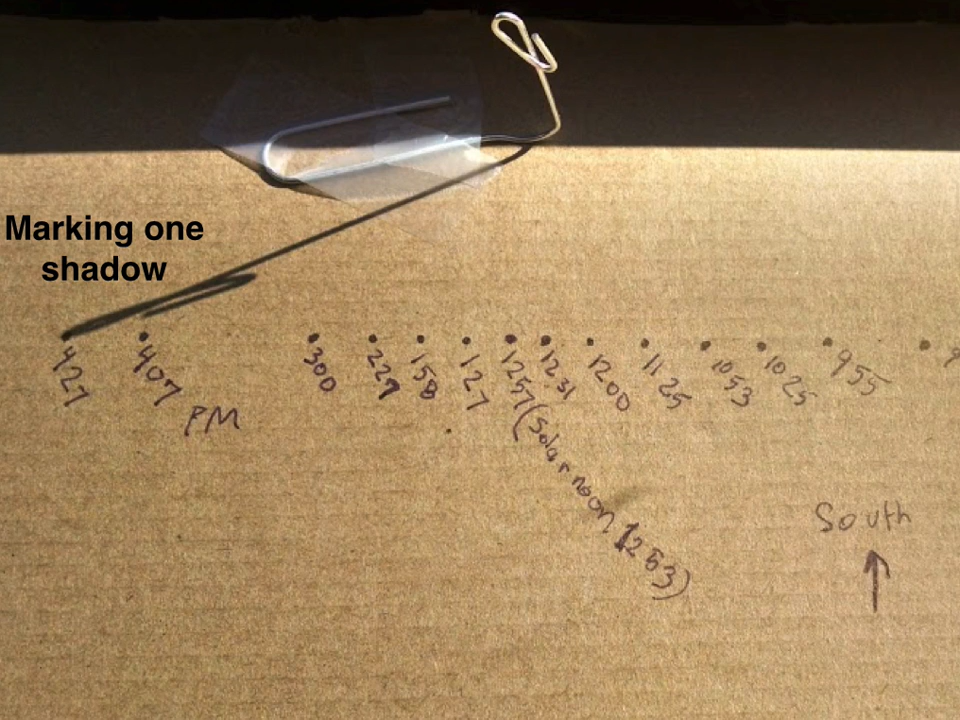 Marking one
shadow
427
407
PM
300
229
158
127
1257 (solar noon 1253)
1231
1200
1125
1053
1025
955
9
South